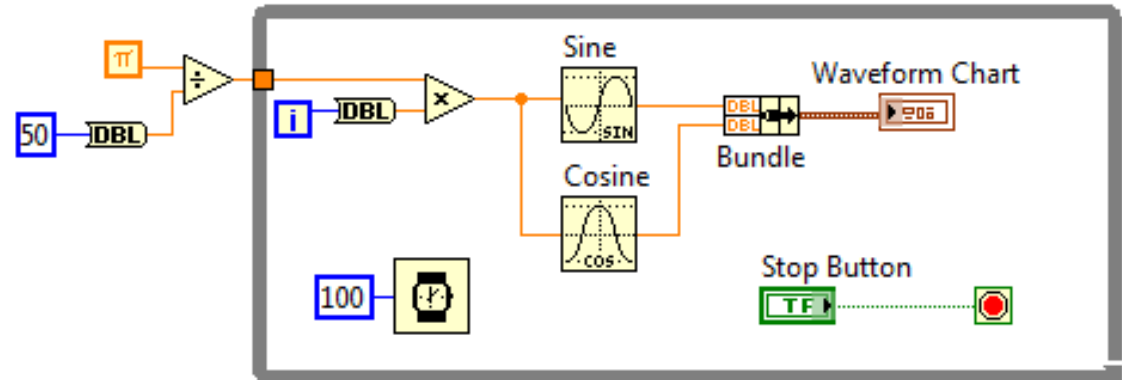 Sine
Waveform Chart
π
÷
50
DBL
i
DBL
×
SIN
DBL
DBL
Bundle
Cosine
COS
100
Stop Button
TF